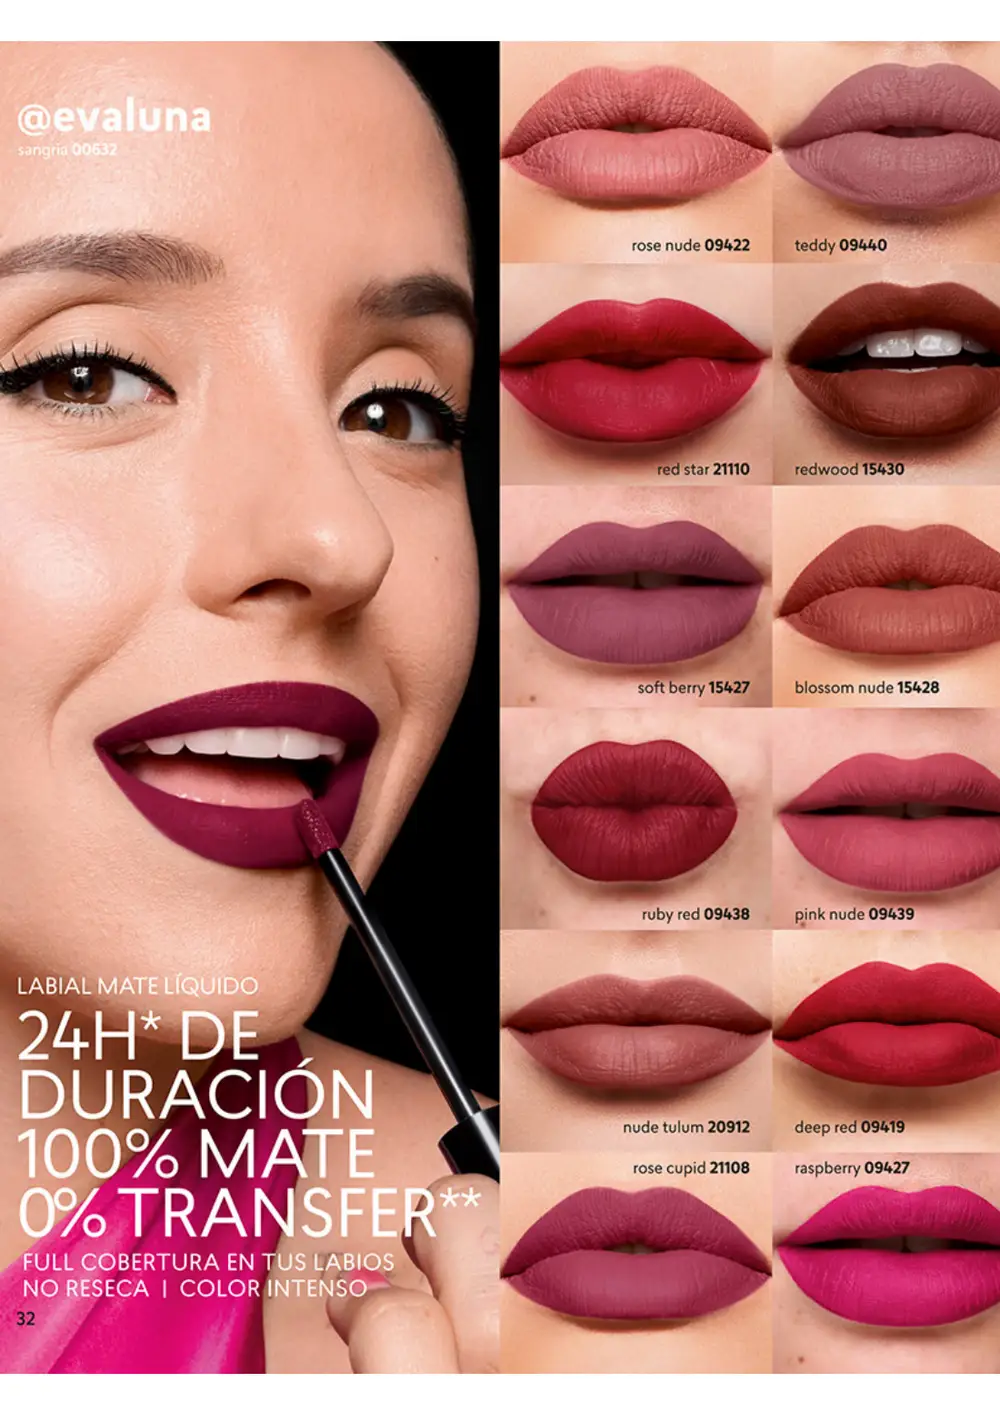 @evaluna
sangria 00632
rose nude 09422
teddy 09440
red star 21110
redwood 15430
soft berry 15427
blossom nude 15428
ruby red 09438
pink nude 09439
nude tulum 20912
deep red 09419
rose cupid 21108
raspberry 09427
LABIAL MATE LÍQUIDO
24H* DE
DURACIÓN
100% MATE
0% TRANSFER**
FULL COBERTURA EN TUS LABIOS
NO RESECA | COLOR INTENSO
32